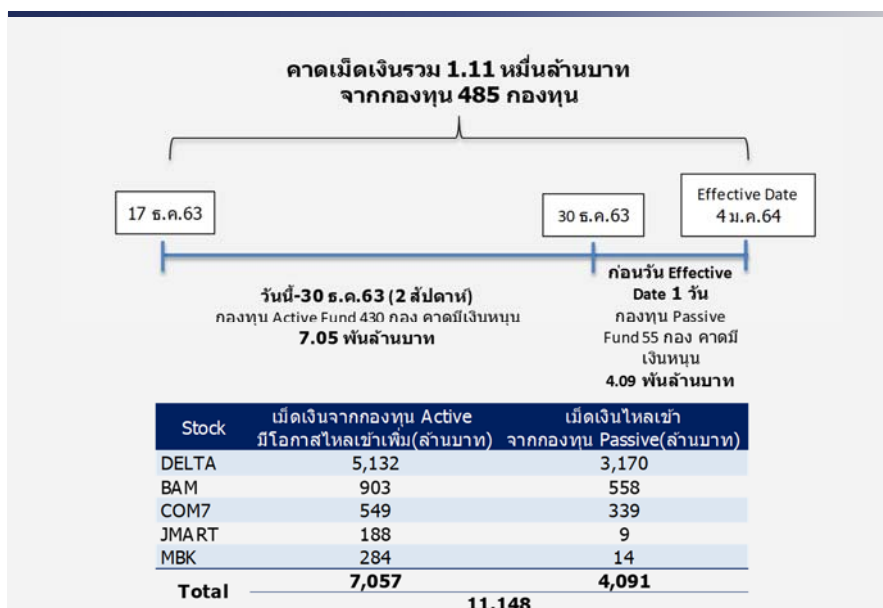 คาดเม็ดเงินรวม 1.11 หมื่นล้านบาท
จากกองทุน 485 กองทุน
17 ธ.ค.63
30 ธ.ค.63
Effective Date
4 ม.ค.64
วันนี้-30 ธ.ค.63 (2 สัปดาห์)
กองทุน Active Fund 430 กอง คาดมีเงินหนุน
7.05 พันล้านบาท
ก่อนวัน Effective
Date 1 วัน
กองทุน Passive
Fund 55 กอง คาดมี
เงินหนุน
4.09 พันล้านบาท
Stock เม็ดเงินจากกองทุน Active มีโอกาสไหลเข้าเพิ่ม(ล้านบาท) เม็ดเงินไหลเข้า จากกองทุน Passive(ล้านบาท)
DELTA 5,132 3,170
BAM 903 558
COM7 549 339
JMART 188 9
MBK 284 14
Total 7,057 4,091
11,148